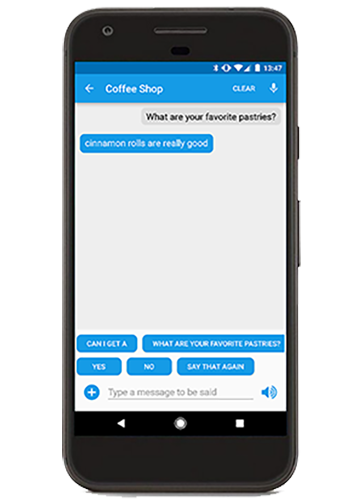 13:47
Coffee Shop CLEAR
What are your favorite pastries?
cinnamon rolls are really good
CAN I GET A WHAT ARE YOUR FAVORITE PASTRIES?
YES NO SAY THAT AGAIN
Type a message to be said